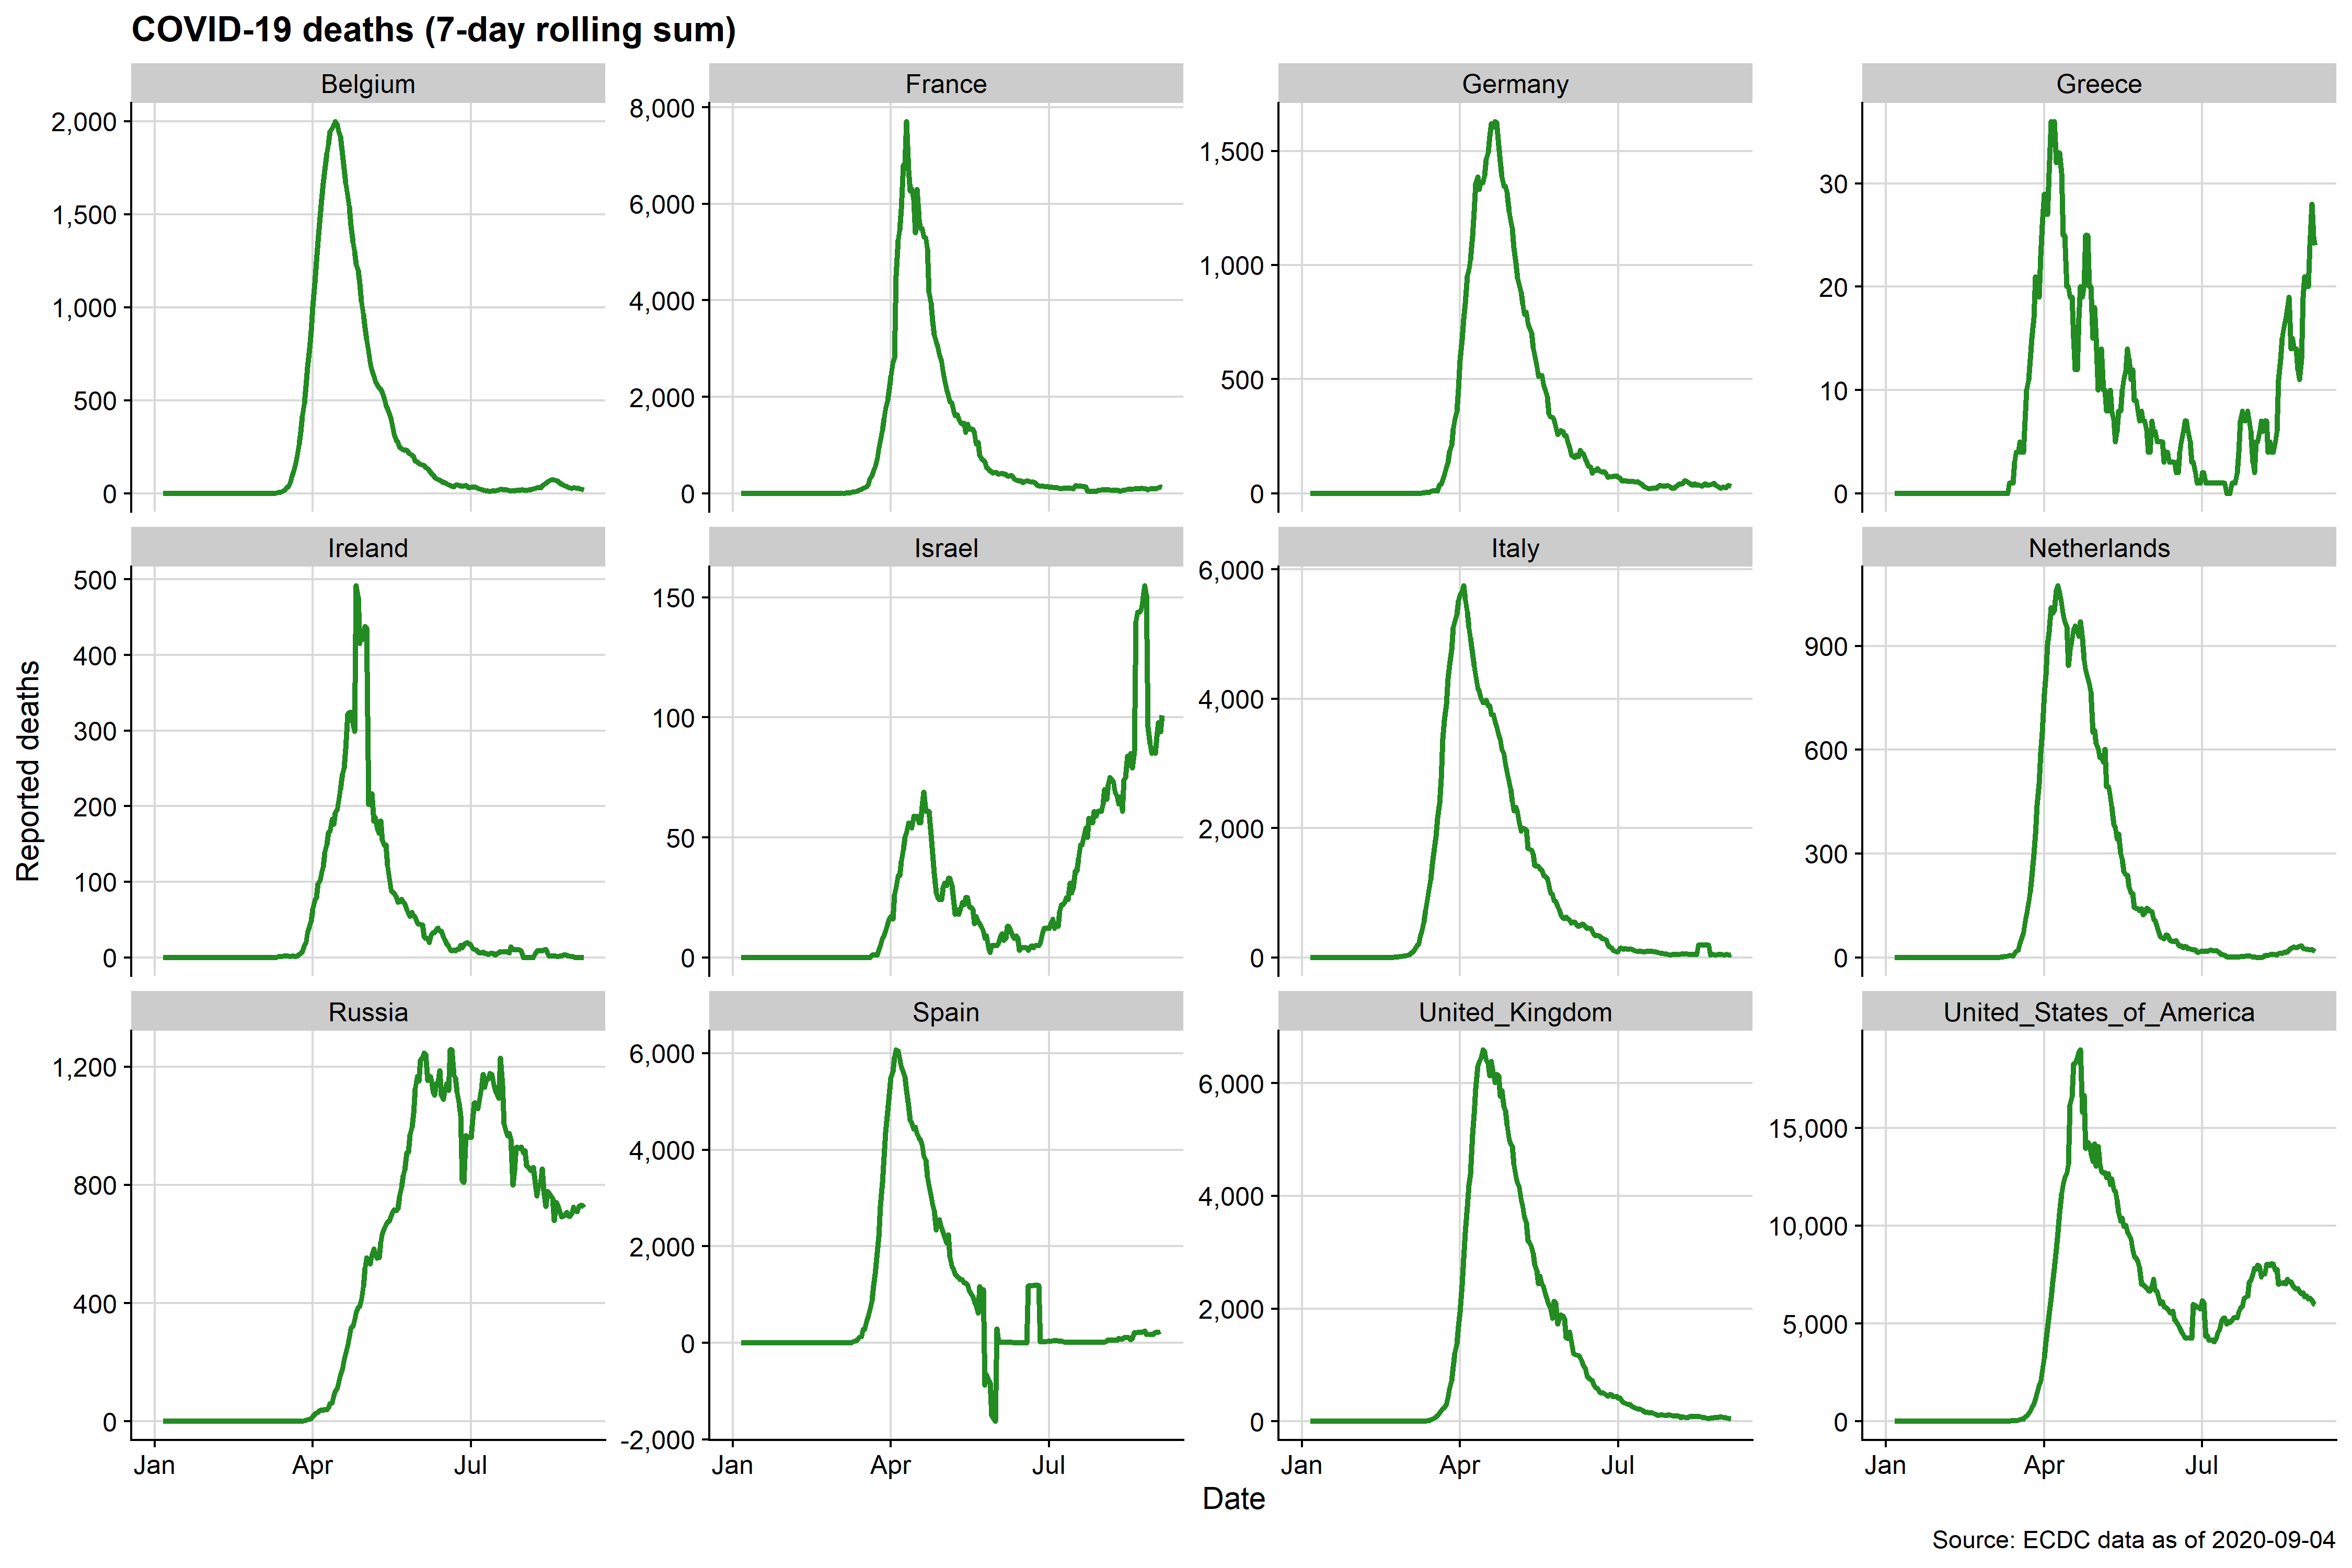 COVID-19 deaths (7-day rolling sum)
Belgium
France
Germany
Greece
2,000
1,500
1,000
500
0
8,000
6,000
4,000
2,000
0
1,500
1,000
500
0
30
20
10
0
Ireland
Israel
Italy
Netherlands
500
400
300
200
100
0
150
100
50
0
6,000
4,000
2,000
0
900
600
300
0
Reported deaths
Russia
Spain
United_Kingdom
United_States_of_America
1,200
800
400
0
6,000
4,000
2,000
0
-2,000
6,000
4,000
2,000
0
15,000
10,000
5,000
0
Jan Apr Jul
Jan Apr Jul
Jan Apr Jul
Jan Apr Jul
Date
Source: ECDC data as of 2020-09-04